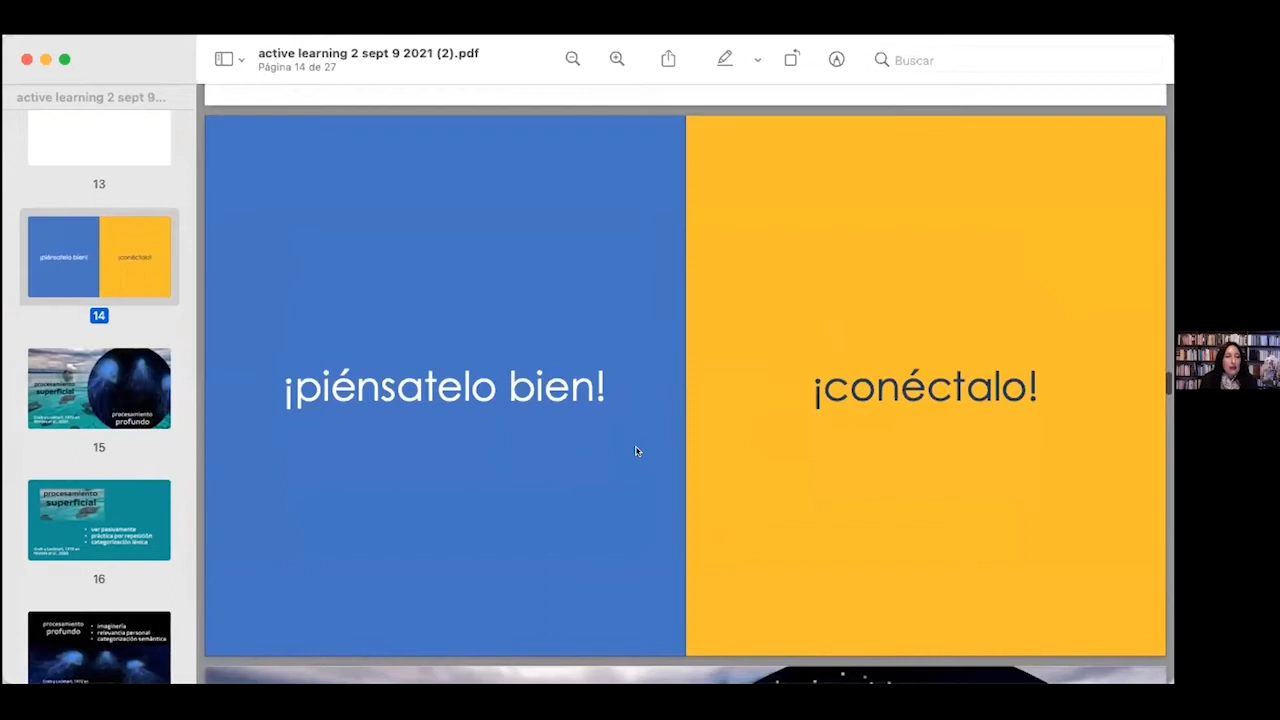 active learning 2 sept 9 2021 (2).pdf
Página 14 de 27
Buscar
active learning 2 sept 9...
13
¡piénsatelo bien!
¡conéctalo!
14
procesamiento
superficial
procesamiento
profundo
15
procesamiento
superficial
• ver pasivamente
• práctica por repetición
• categorización léxica
16
procesamiento
profundo
• imaginería
• relevancia personal
• categorización semántica
¡piénsatelo bien!
¡conéctalo!